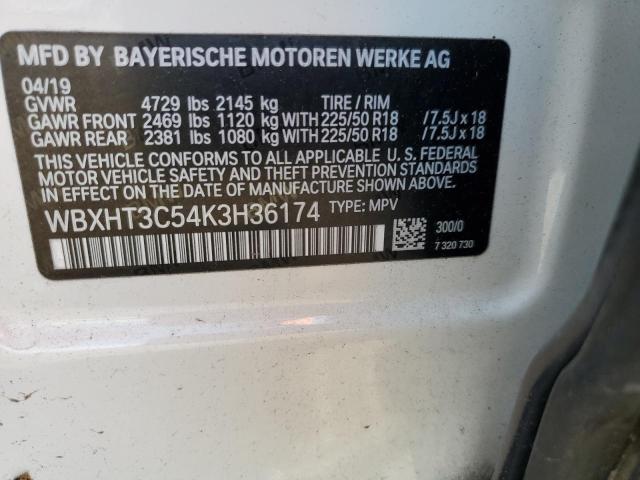 MFD BY BAYERISCHE MOTOREN WERKE AG
04/19
GVWR 4729 lbs 2145 kg TIRE / RIM
GAWR FRONT 2469 lbs 1120 kg WITH 225/50 R18 /7.5J x 18
GAWR REAR 2381 lbs 1080 kg WITH 225/50 R18 /7.5J x 18
THIS VEHICLE CONFORMS TO ALL APPLICABLE U. S. FEDERAL
MOTOR VEHICLE SAFETY AND THEFT PREVENTION STANDARDS
IN EFFECT ON THE DATE OF MANUFACTURE SHOWN ABOVE.
WBXHT3C54K3H36174 TYPE: MPV
300/0
7 320 730